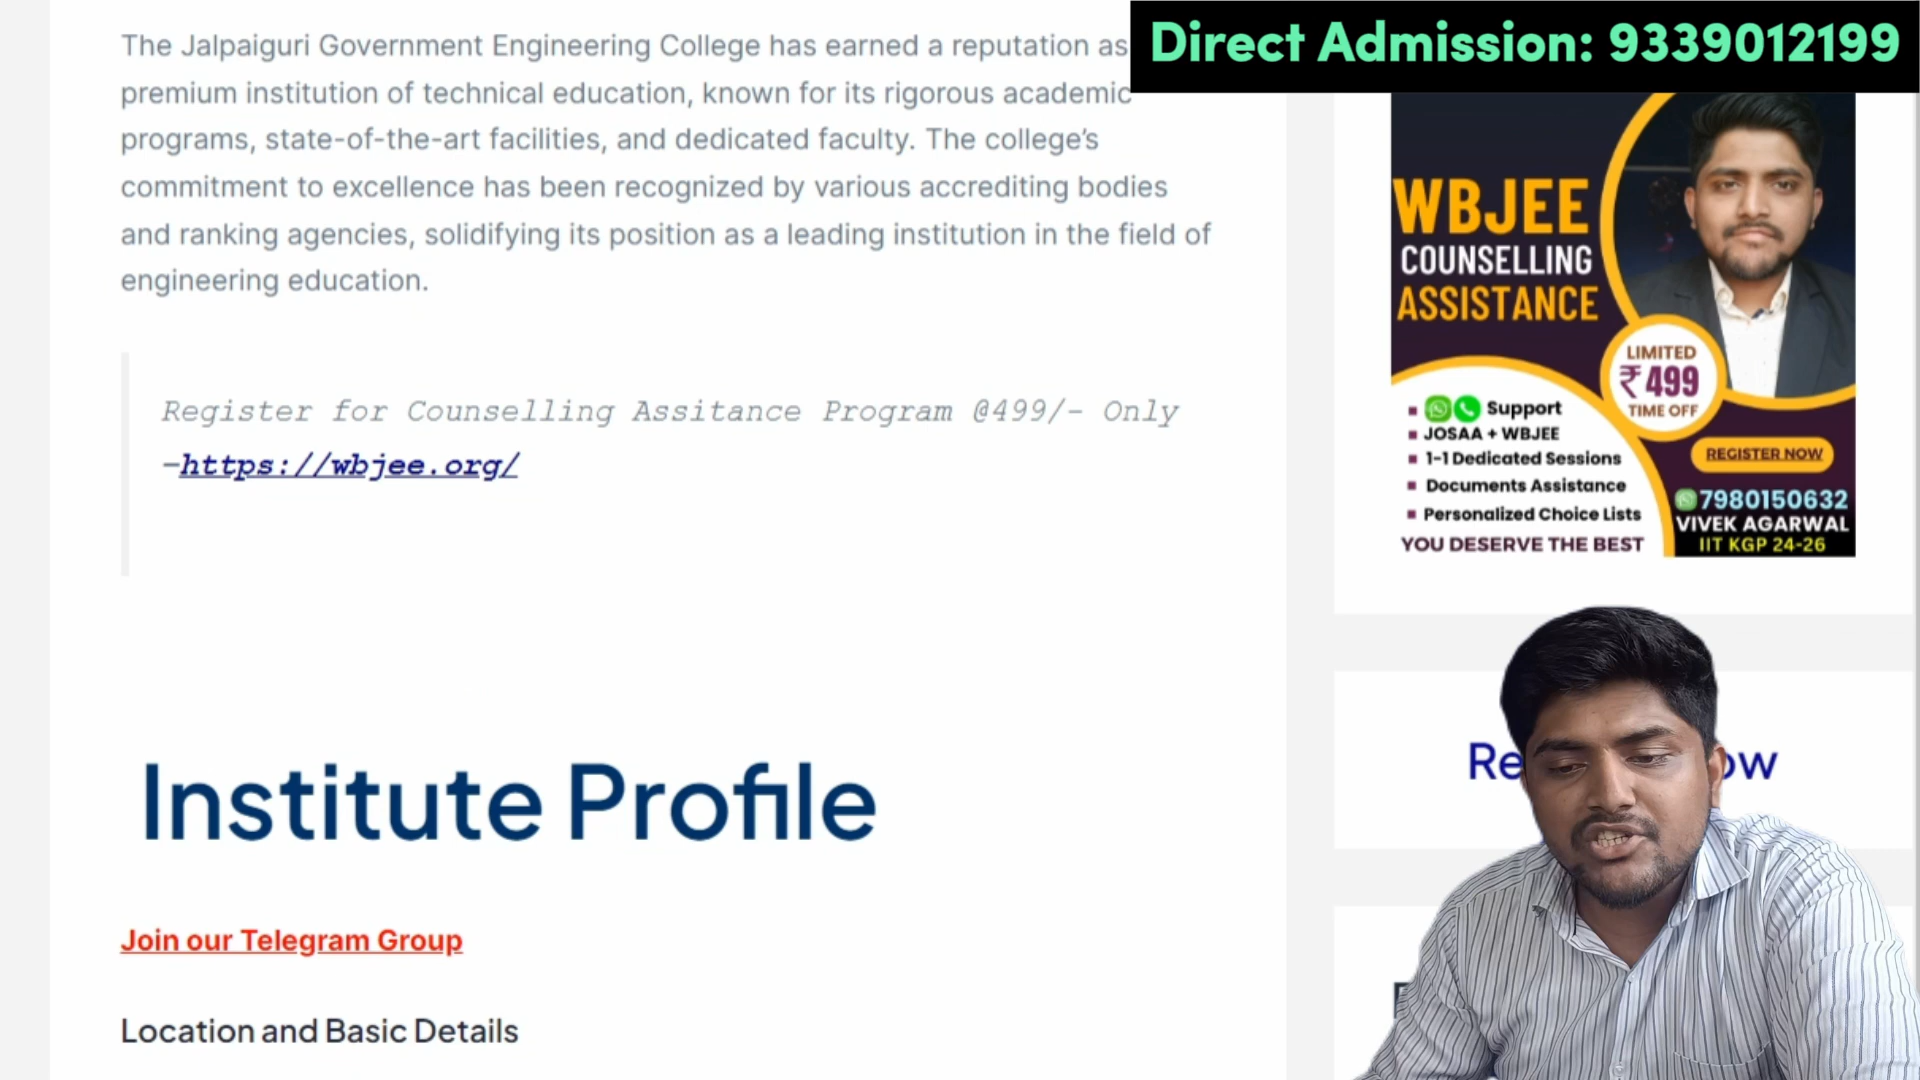 Direct Admission: 9339012199
The Jalpaiguri Government Engineering College has earned a reputation as
premium institution of technical education, known for its rigorous academic
programs, state-of-the-art facilities, and dedicated faculty. The college’s
commitment to excellence has been recognized by various accrediting bodies
and ranking agencies, solidifying its position as a leading institution in the field of
engineering education.
Register for Counselling Assitance Program @499/- Only
–https://wbjee.org/
Institute Profile
Join our Telegram Group
Location and Basic Details
WBJEE
COUNSELLING
ASSISTANCE
LIMITED
₹499
TIME OFF
Support
JOSAA + WBJEE
1-1 Dedicated Sessions
Documents Assistance
Personalized Choice Lists
YOU DESERVE THE BEST
REGISTER NOW
7980150632
VIVEK AGARWAL
IIT KGP 24-26